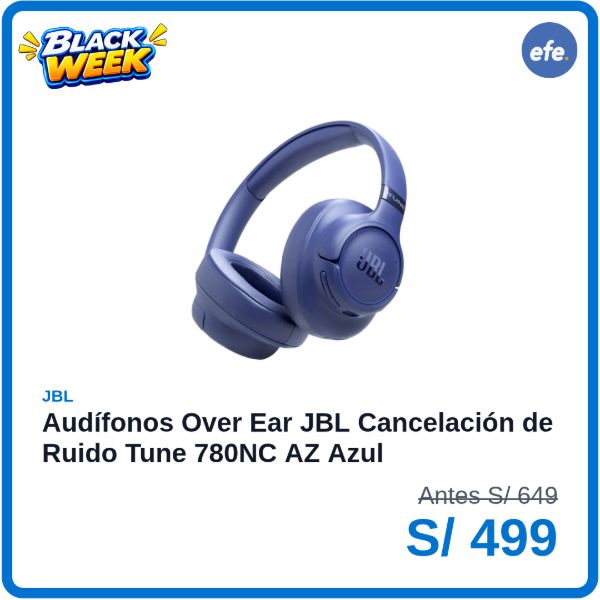 BLACK
WEEK
efe.
TUNE
JBL
JBL
Audífonos Over Ear JBL Cancelación de
Ruido Tune 780NC AZ Azul
Antes S/ 649
S/ 499